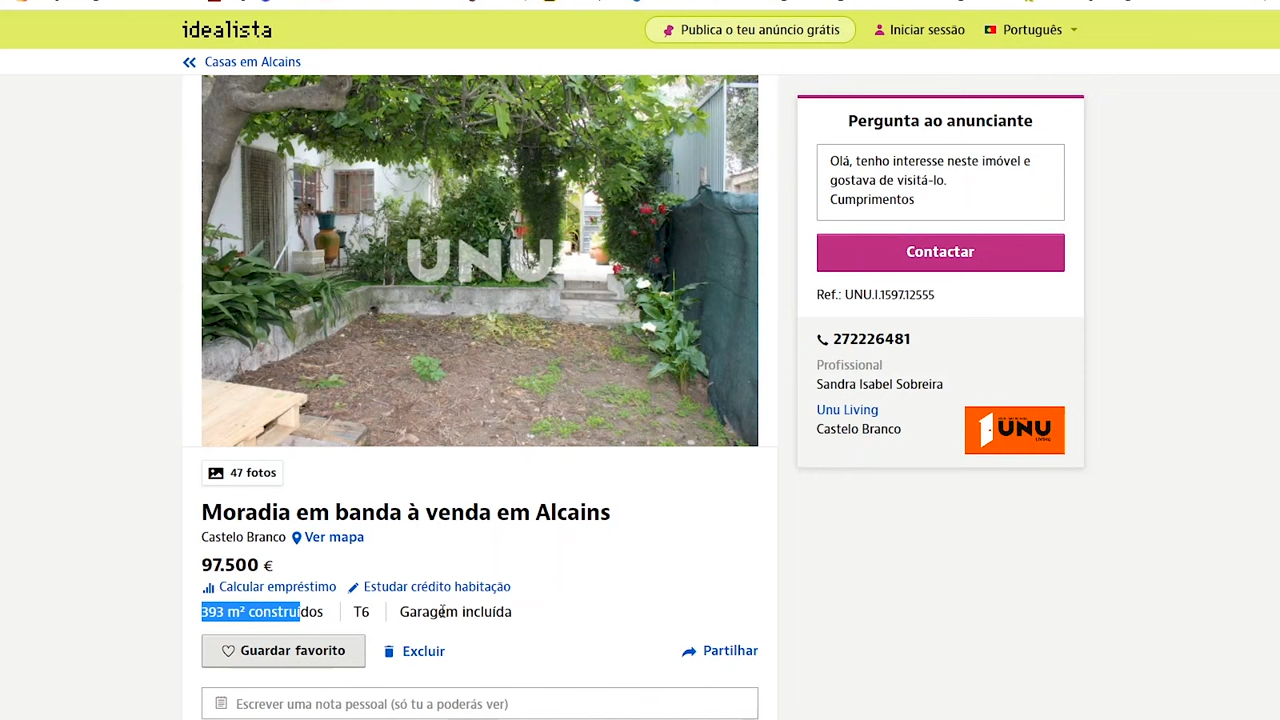 idealista
Publica o teu anúncio grátis
Iniciar sessão
Português
Casas em Alcains
UNU
47 fotos
Moradia em banda à venda em Alcains
Castelo Branco Ver mapa
97.500 €
Calcular empréstimo Estudar crédito habitação
393 m² construídos T6 Garagem incluída
Guardar favorito Excluir Partilhar
Escrever uma nota pessoal (só tu a poderás ver)
Pergunta ao anunciante
Olá, tenho interesse neste imóvel e
gostava de visitá-lo.
Cumprimentos
Contactar
Ref.: UNU.I.1597.12555
272226481
Profissional
Sandra Isabel Sobreira
Unu Living
Castelo Branco
UNU
LIVING